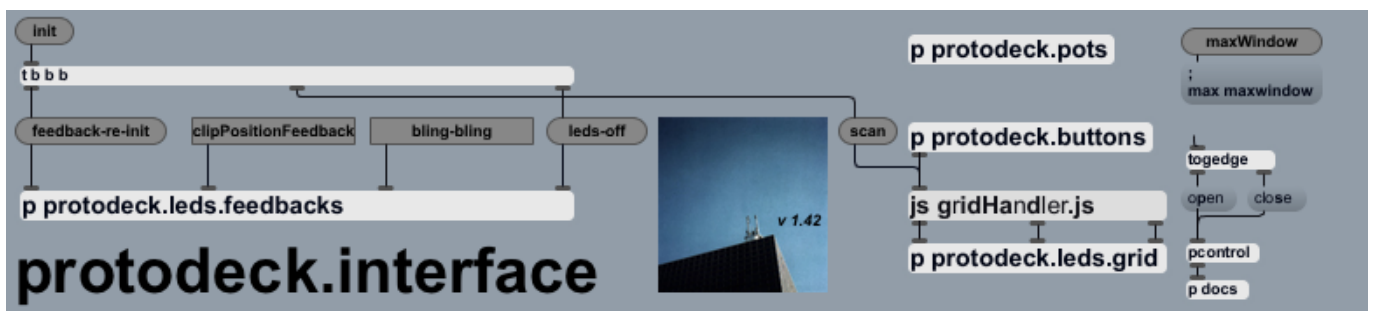 init
t b b b
feedback-re-init
clipPositionFeedback
bling-bling
leds-off
p protodeck.leds.feedbacks
protodeck.interface
v 1.42
scan
p protodeck.pots
p protodeck.buttons
js gridHandler.js
p protodeck.leds.grid
maxWindow
;
max maxwindow
togedge
open
close
pcontrol
p docs